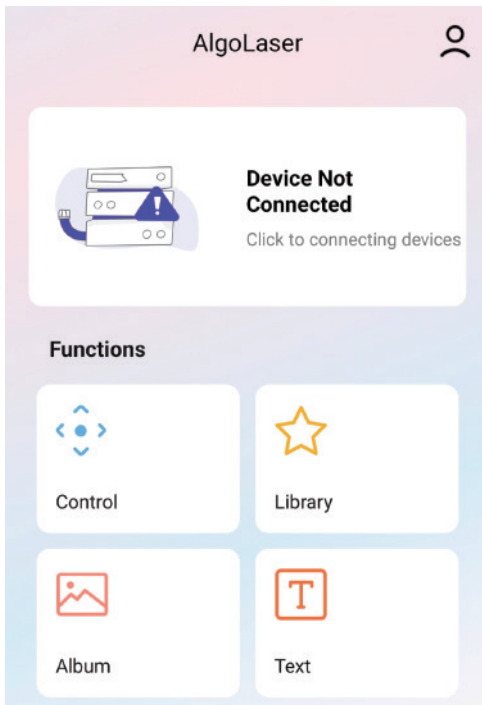 AlgoLaser
Device Not
Connected
Click to connecting devices
Functions
Control
Library
Album
Text